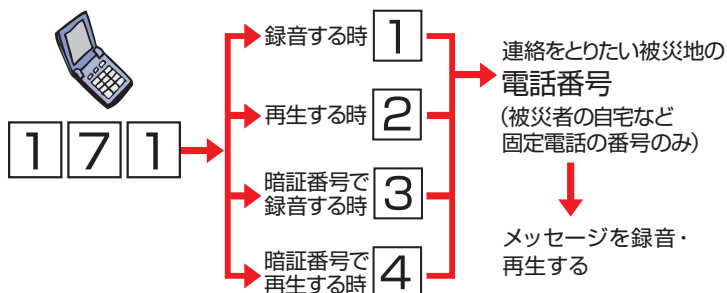 171
録音する時 1
再生する時 2
暗証番号で
録音する時 3
暗証番号で
再生する時 4
連絡をとりたい被災地の
電話番号
(被災者の自宅など
固定電話の番号のみ)
メッセージを録音・
再生する